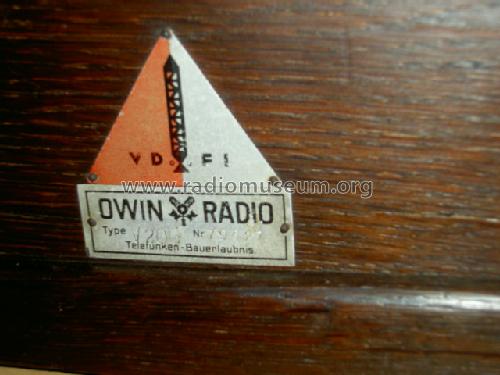 V D . F I
www.radiomuseum.org
OWIN RADIO
Type Nr.
Telefunken-Bauerlaubnis